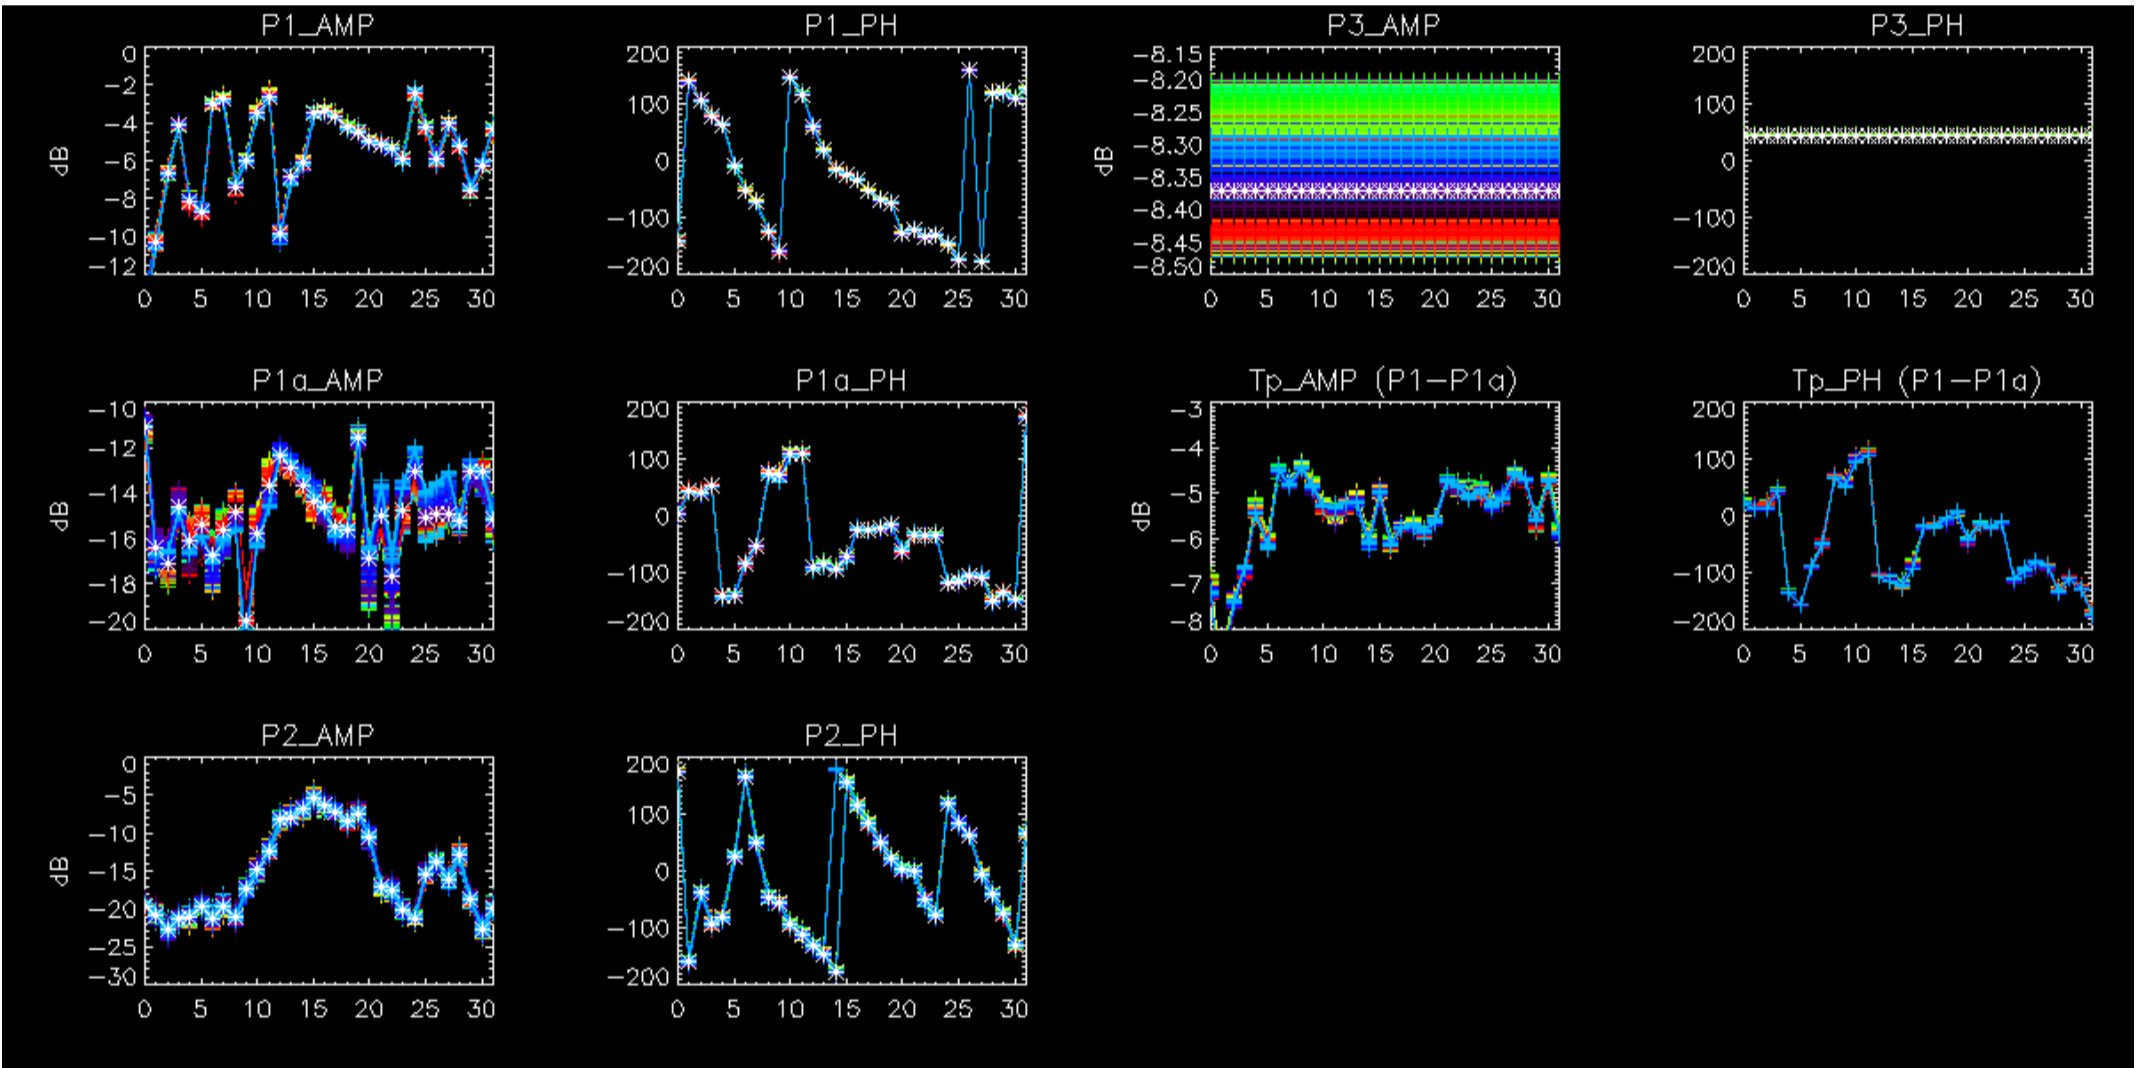 P1_AMP
dB
0
-2
-4
-6
-8
-10
-12
0 5 10 15 20 25 30
P1_PH
200
100
0
-100
-200
0 5 10 15 20 25 30
P3_AMP
dB
-8.15
-8.20
-8.25
-8.30
-8.35
-8.40
-8.45
-8.50
0 5 10 15 20 25 30
P3_PH
200
100
0
-100
-200
0 5 10 15 20 25 30
P1a_AMP
dB
-10
-12
-14
-16
-18
-20
0 5 10 15 20 25 30
P1a_PH
200
100
0
-100
-200
0 5 10 15 20 25 30
Tp_AMP (P1-P1a)
dB
-3
-4
-5
-6
-7
-8
0 5 10 15 20 25 30
Tp_PH (P1-P1a)
200
100
0
-100
-200
0 5 10 15 20 25 30
P2_AMP
dB
0
-5
-10
-15
-20
-25
-30
0 5 10 15 20 25 30
P2_PH
200
100
0
-100
-200
0 5 10 15 20 25 30